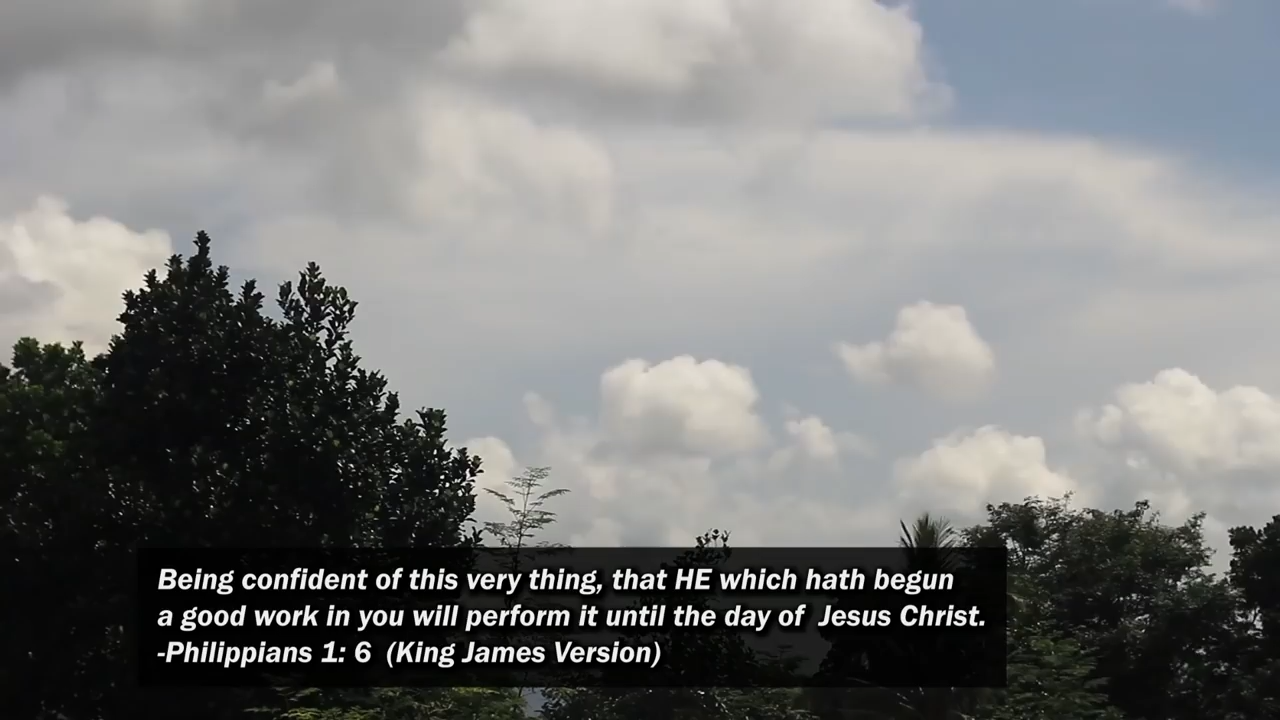 Being confident of this very thing, that HE which hath begun
a good work in you will perform it until the day of Jesus Christ.
-Philippians 1: 6 (King James Version)